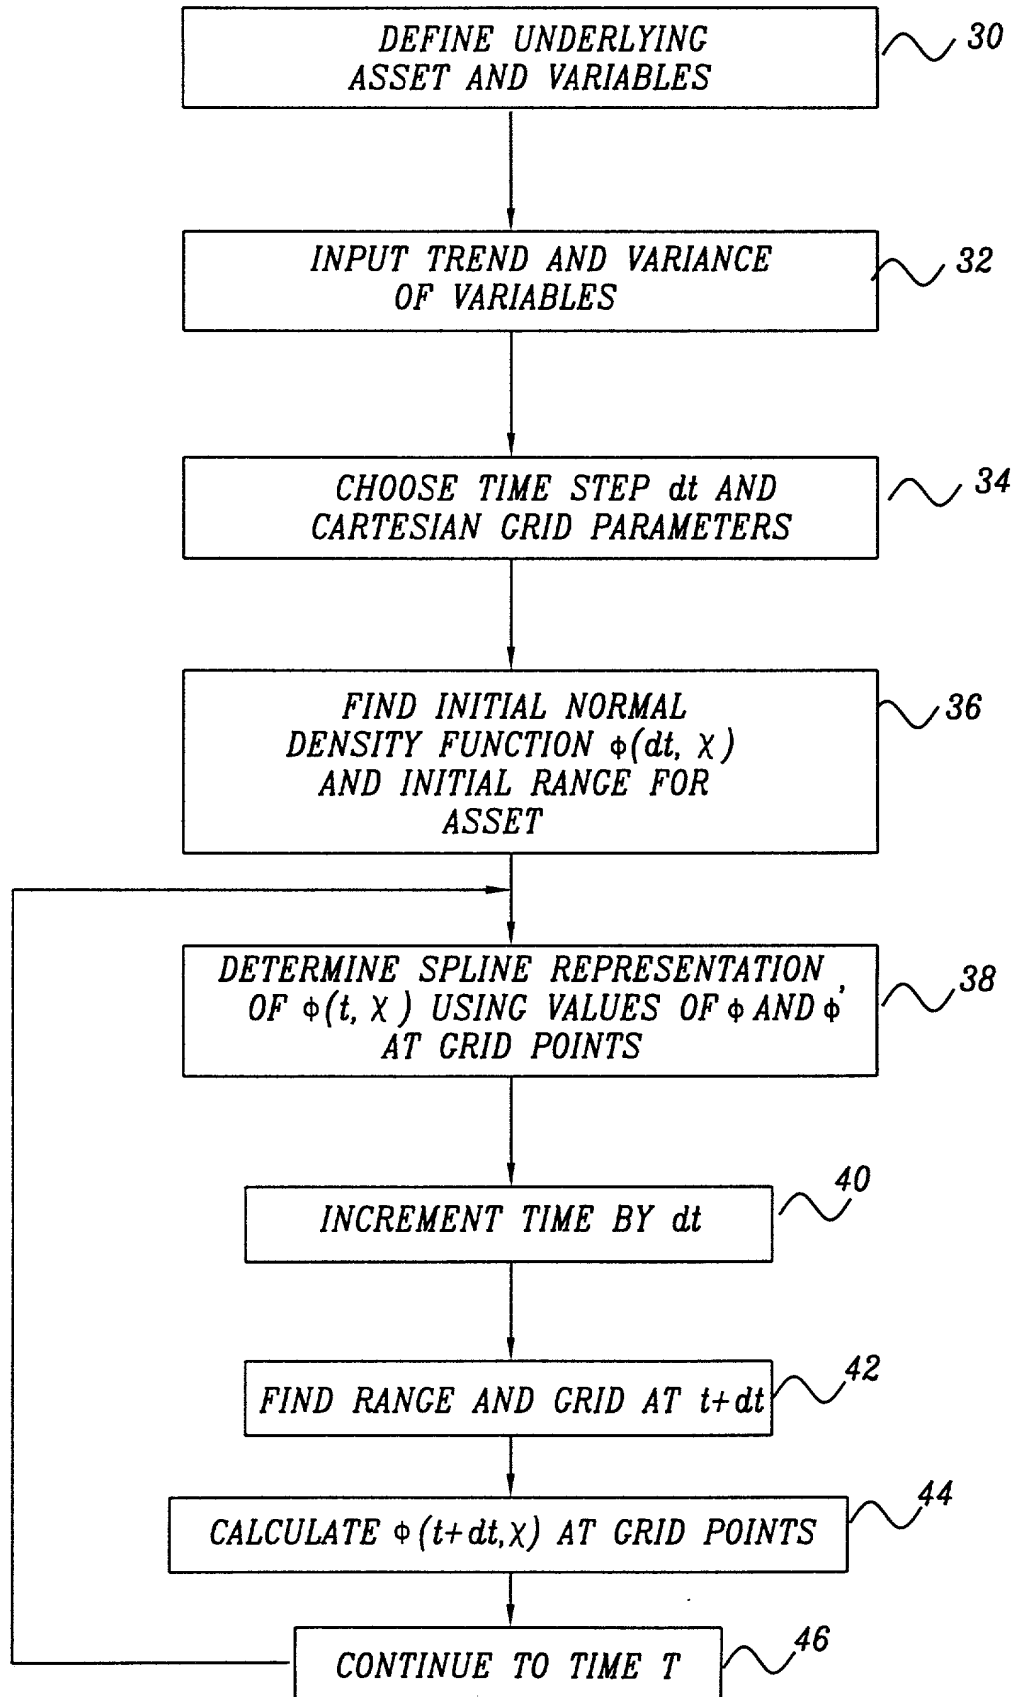 DEFINE UNDERLYING
ASSET AND VARIABLES
30
INPUT TREND AND VARIANCE
OF VARIABLES
32
CHOOSE TIME STEP dt AND
CARTESIAN GRID PARAMETERS
34
FIND INITIAL NORMAL
DENSITY FUNCTION ϕ(dt, χ)
AND INITIAL RANGE FOR
ASSET
36
DETERMINE SPLINE REPRESENTATION
OF ϕ(t, χ) USING VALUES OF ϕ AND ϕ'
AT GRID POINTS
38
INCREMENT TIME BY dt
40
FIND RANGE AND GRID AT t+dt
42
CALCULATE ϕ(t+dt,χ) AT GRID POINTS
44
CONTINUE TO TIME T
46